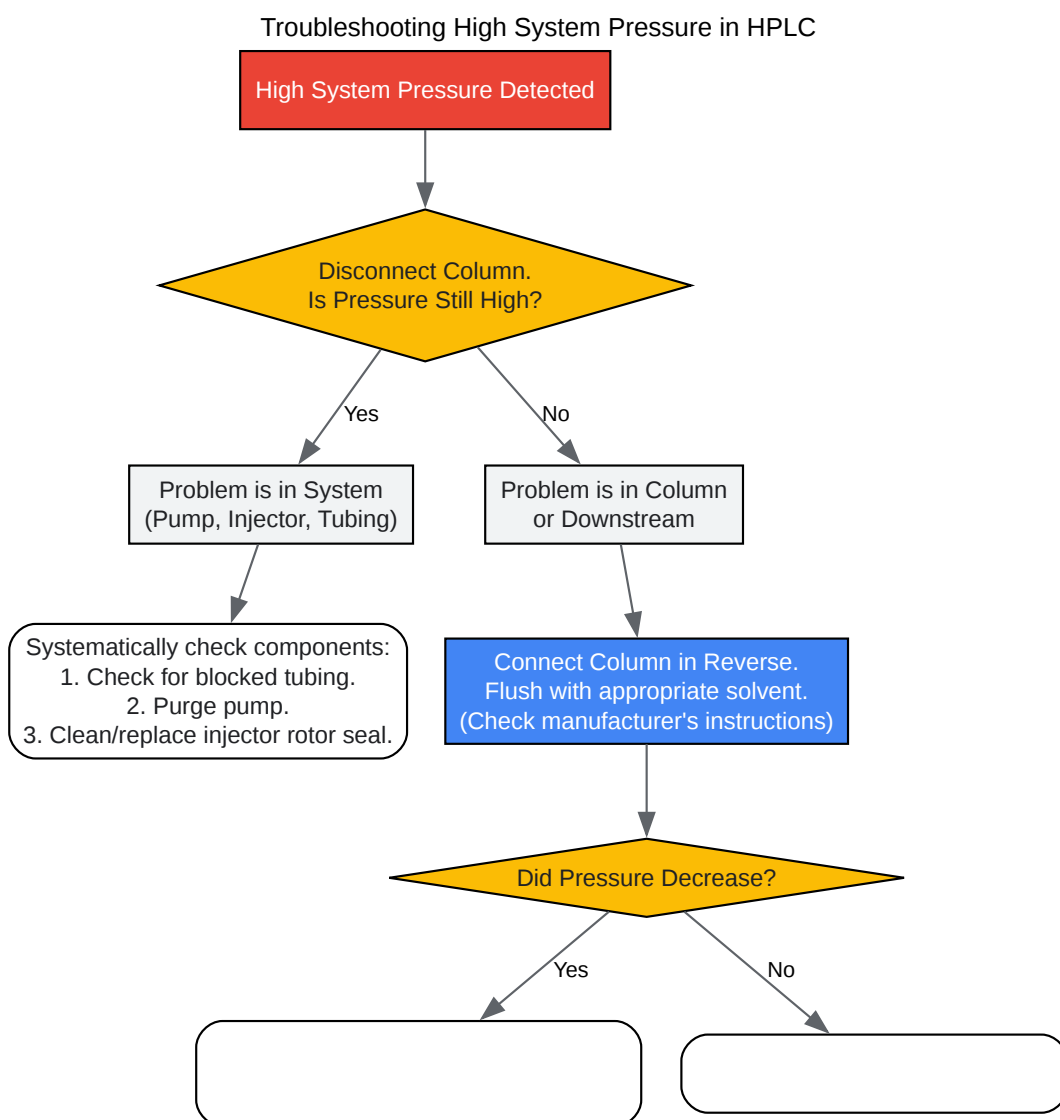 Troubleshooting High System Pressure in HPLC
High System Pressure Detected
Disconnect Column.
Is Pressure Still High?
Yes
No
Problem is in System
(Pump, Injector, Tubing)
Problem is in Column
or Downstream
Systematically check components:
1. Check for blocked tubing.
2. Purge pump.
3. Clean/replace injector rotor seal.
Connect Column in Reverse.
Flush with appropriate solvent.
(Check manufacturer's instructions)
Did Pressure Decrease?
Yes
No